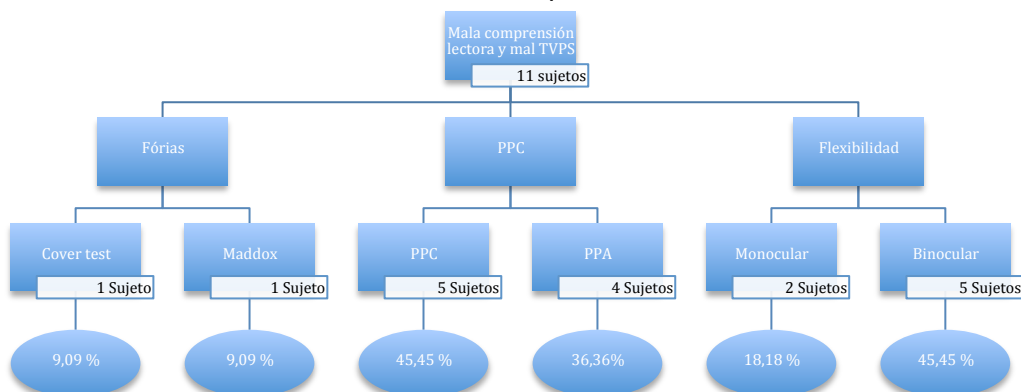 Mala comprensión
lectora y mal TVPS
11 sujetos
Fórias
PPC
Flexibilidad
Cover test
1 Sujeto
Maddox
1 Sujeto
PPC
5 Sujetos
PPA
4 Sujetos
Monocular
2 Sujetos
Binocular
5 Sujetos
9,09 %
9,09 %
45,45 %
36,36%
18,18 %
45,45 %